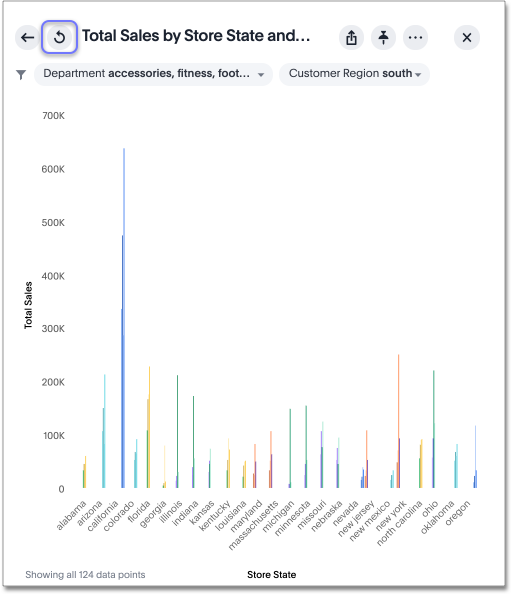 Total Sales by Store State and...
Department accessories, fitness, foot...
Customer Region south
700K
600K
500K
400K
300K
200K
100K
0
Total Sales
alabama
arizona
california
colorado
florida
georgia
illinois
indiana
kansas
kentucky
louisiana
maryland
massachusetts
michigan
minnesota
missouri
nebraska
nevada
new jersey
new mexico
new york
north carolina
ohio
oklahoma
oregon
Showing all 124 data points
Store State